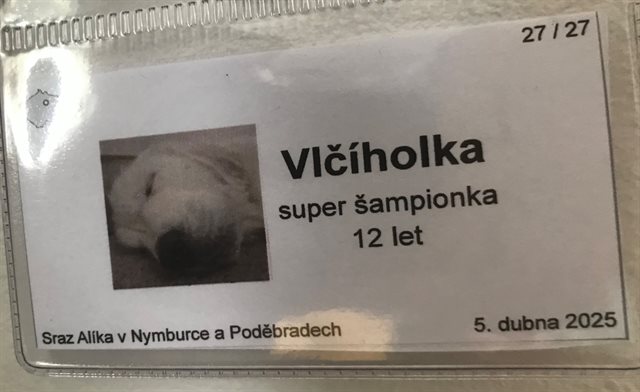 27 / 27
Vlčíholka
super šampionka
12 let
Sraz Alíka v Nymburce a Poděbradech
5. dubna 2025